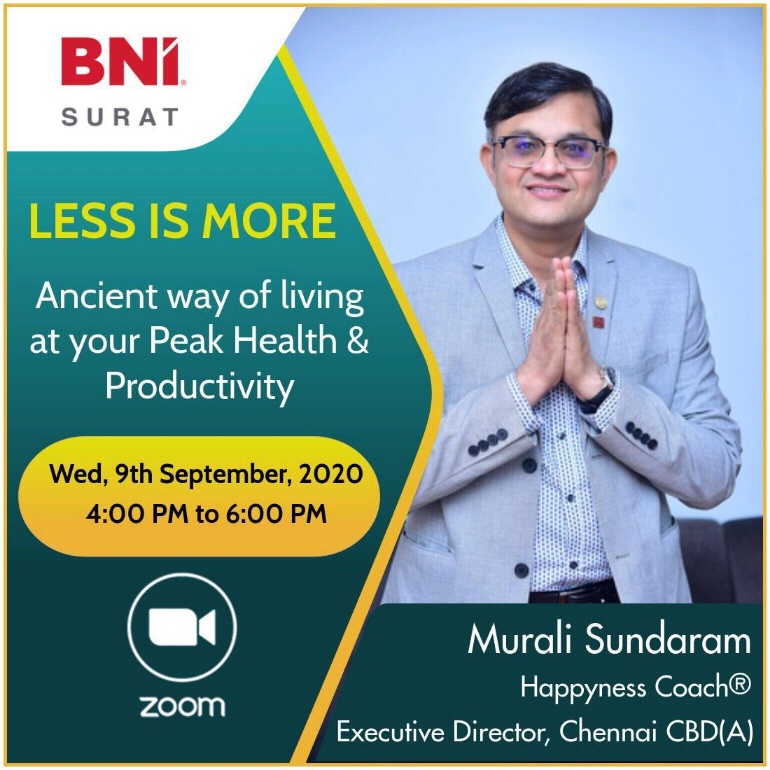 BNI®
SURAT
LESS IS MORE
Ancient way of living
at your Peak Health &
Productivity
Wed, 9th September, 2020
4:00 PM to 6:00 PM
zoom
Murali Sundaram
Happyness Coach®
Executive Director, Chennai CBD(A)